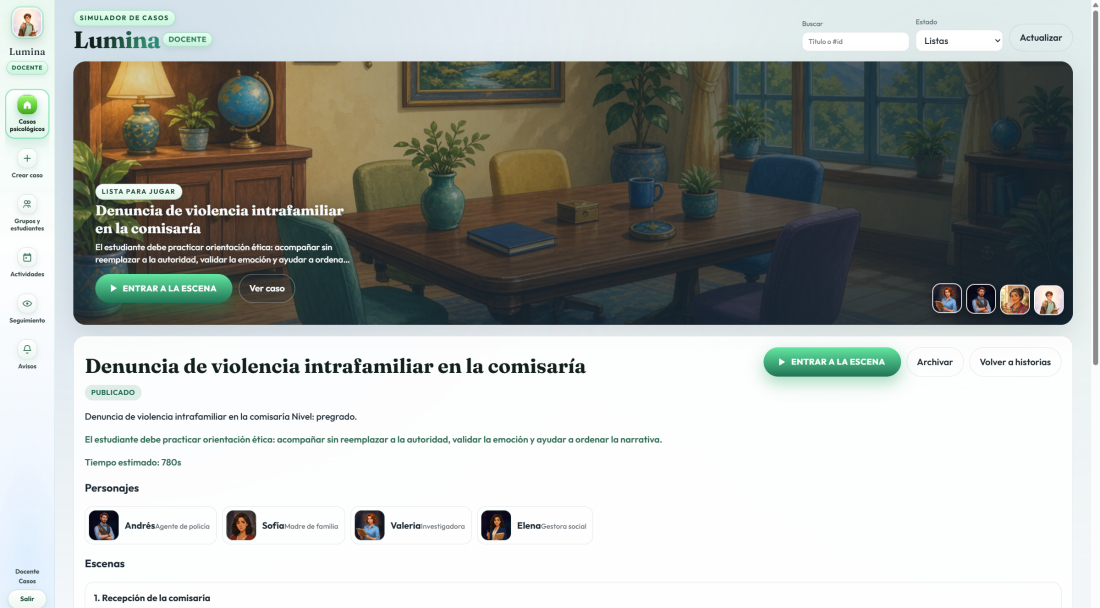 Lumina
DOCENTE
Casos
psicológicos
Crear caso
Grupos y
estudiantes
Actividades
Seguimiento
Avisos
Docente
Casos
Salir
SIMULADOR DE CASOS
Lumina DOCENTE
Buscar
Título o #id
Estado
Listas
Actualizar
LISTA PARA JUGAR
Denuncia de violencia intrafamiliar
en la comisaría
El estudiante debe practicar orientación ética: acompañar sin
reemplazar a la autoridad, validar la emoción y ayudar a ordena...
ENTRAR A LA ESCENA
Ver caso
Denuncia de violencia intrafamiliar en la comisaría
ENTRAR A LA ESCENA
Archivar
Volver a historias
PUBLICADO
Denuncia de violencia intrafamiliar en la comisaría Nivel: pregrado.
El estudiante debe practicar orientación ética: acompañar sin reemplazar a la autoridad, validar la emoción y ayudar a ordenar la narrativa.
Tiempo estimado: 780s
Personajes
Andrés Agente de policía
Sofía Madre de familia
Valeria Investigadora
Elena Gestora social
Escenas
1. Recepción de la comisaría